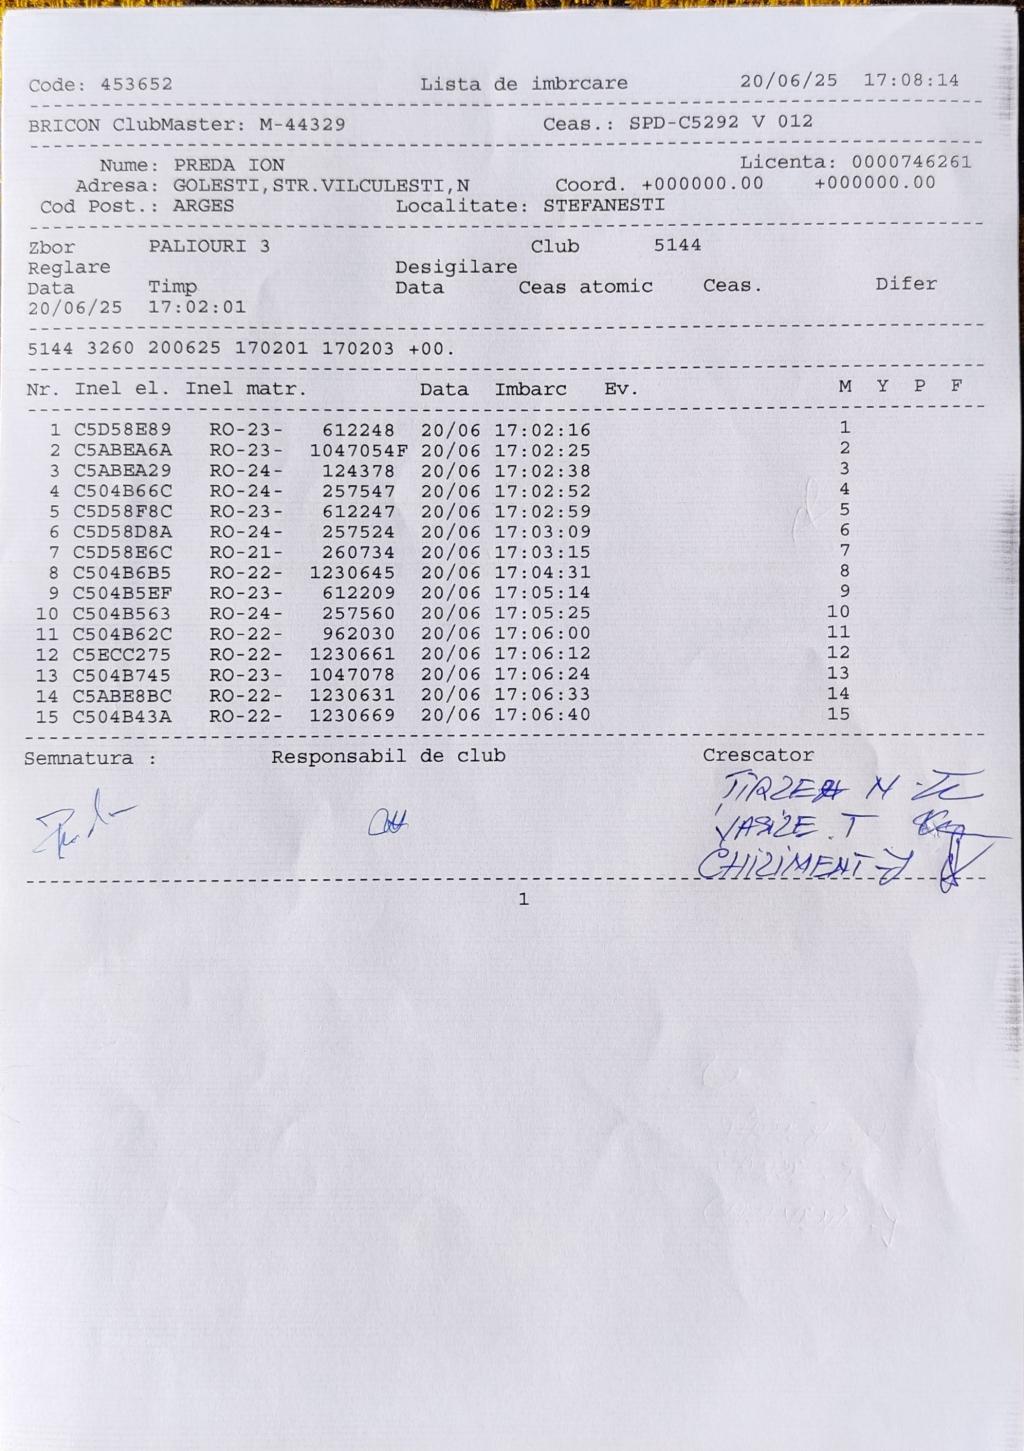 Code: 453652 Lista de imbrcare 20/06/25 17:08:14
BRICON ClubMaster: M-44329 Ceas.: SPD-C5292 V 012
Nume: PREDA ION Licenta: 0000746261
Adresa: GOLESTI,STR.VILCULESTI,N Coord. +000000.00 +000000.00
Cod Post.: ARGES Localitate: STEFANESTI
Zbor PALIOURI 3 Club 5144
Reglare Desigilare
Data Timp Data Ceas atomic Ceas. Difer
20/06/25 17:02:01
5144 3260 200625 170201 170203 +00.
Nr. Inel el. Inel matr. Data Imbarc Ev. M Y P F
1 C5D58E89 RO-23- 612248 20/06 17:02:16 1
2 C5ABEA6A RO-23- 1047054F 20/06 17:02:25 2
3 C5ABEA29 RO-24- 124378 20/06 17:02:38 3
4 C504B66C RO-24- 257547 20/06 17:02:52 4
5 C5D58F8C RO-23- 612247 20/06 17:02:59 5
6 C5D58D8A RO-24- 257524 20/06 17:03:09 6
7 C5D58E6C RO-21- 260734 20/06 17:03:15 7
8 C504B6B5 RO-22- 1230645 20/06 17:04:31 8
9 C504B5EF RO-23- 612209 20/06 17:05:14 9
10 C504B563 RO-24- 257560 20/06 17:05:25 10
11 C504B62C RO-22- 962030 20/06 17:06:00 11
12 C5ECC275 RO-22- 1230661 20/06 17:06:12 12
13 C504B745 RO-23- 1047078 20/06 17:06:24 13
14 C5ABE8BC RO-22- 1230631 20/06 17:06:33 14
15 C504B43A RO-22- 1230669 20/06 17:06:40 15
Semnatura : Responsabil de club Crescator
N
T
CHIZIMENT
1